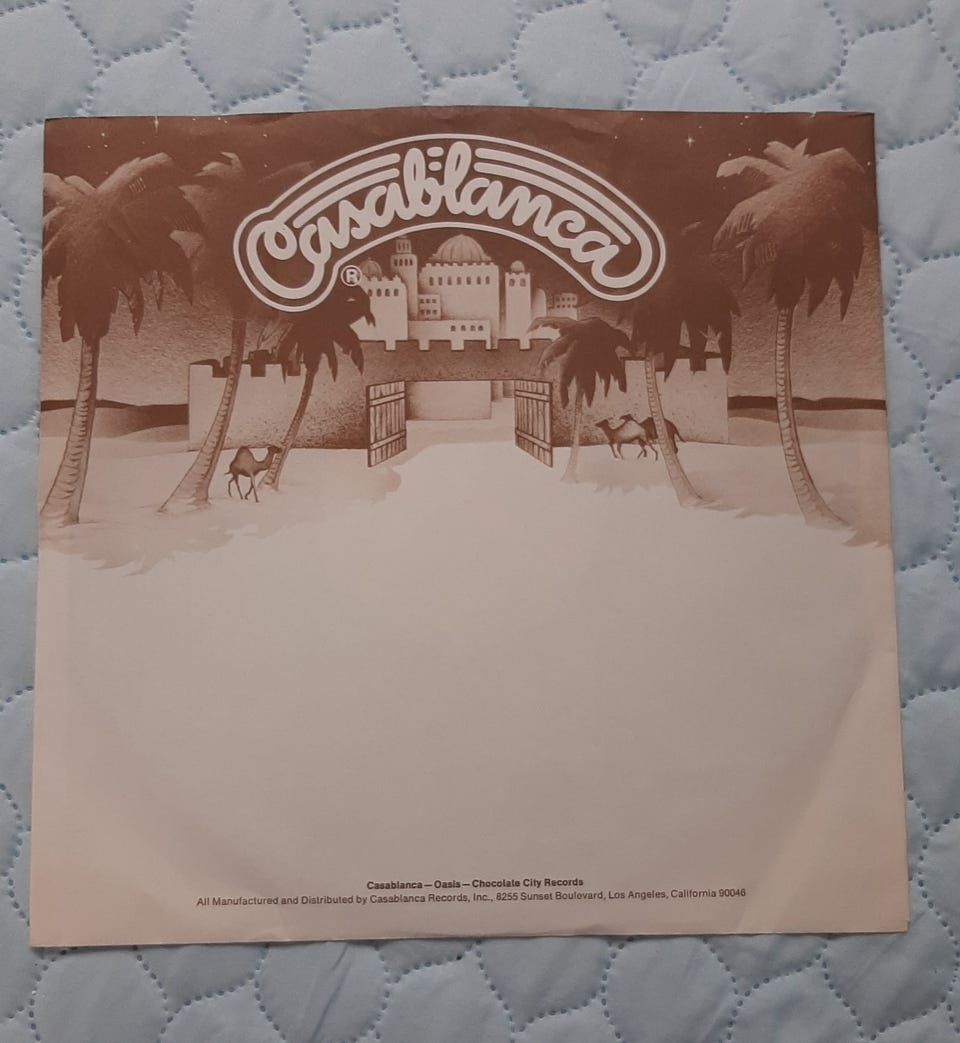 Casablanca
®
Casablanca — Oasis — Chocolate City Records
All Manufactured and Distributed by Casablanca Records, Inc., 8255 Sunset Boulevard, Los Angeles, California 90046